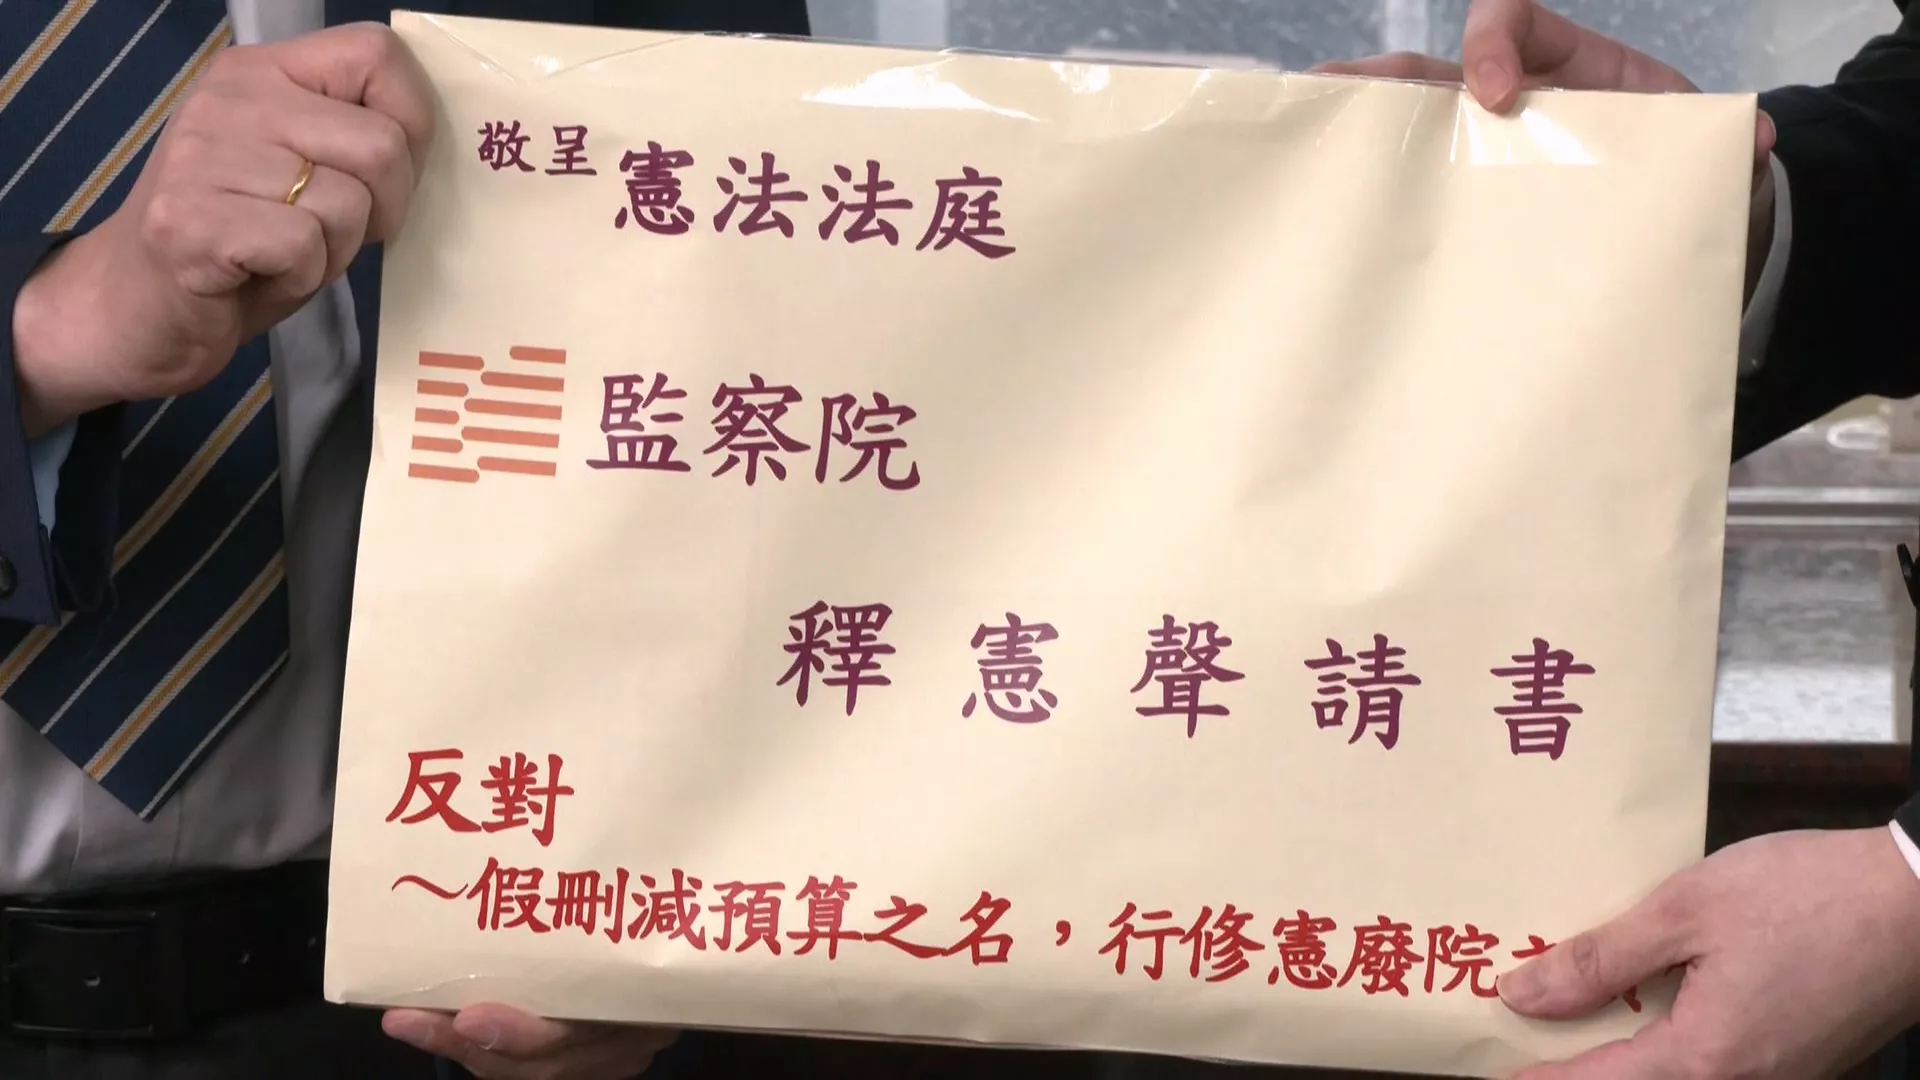 敬呈 憲法法庭
監察院
釋憲聲請書
反對
～假刪減預算之名，行修憲廢院